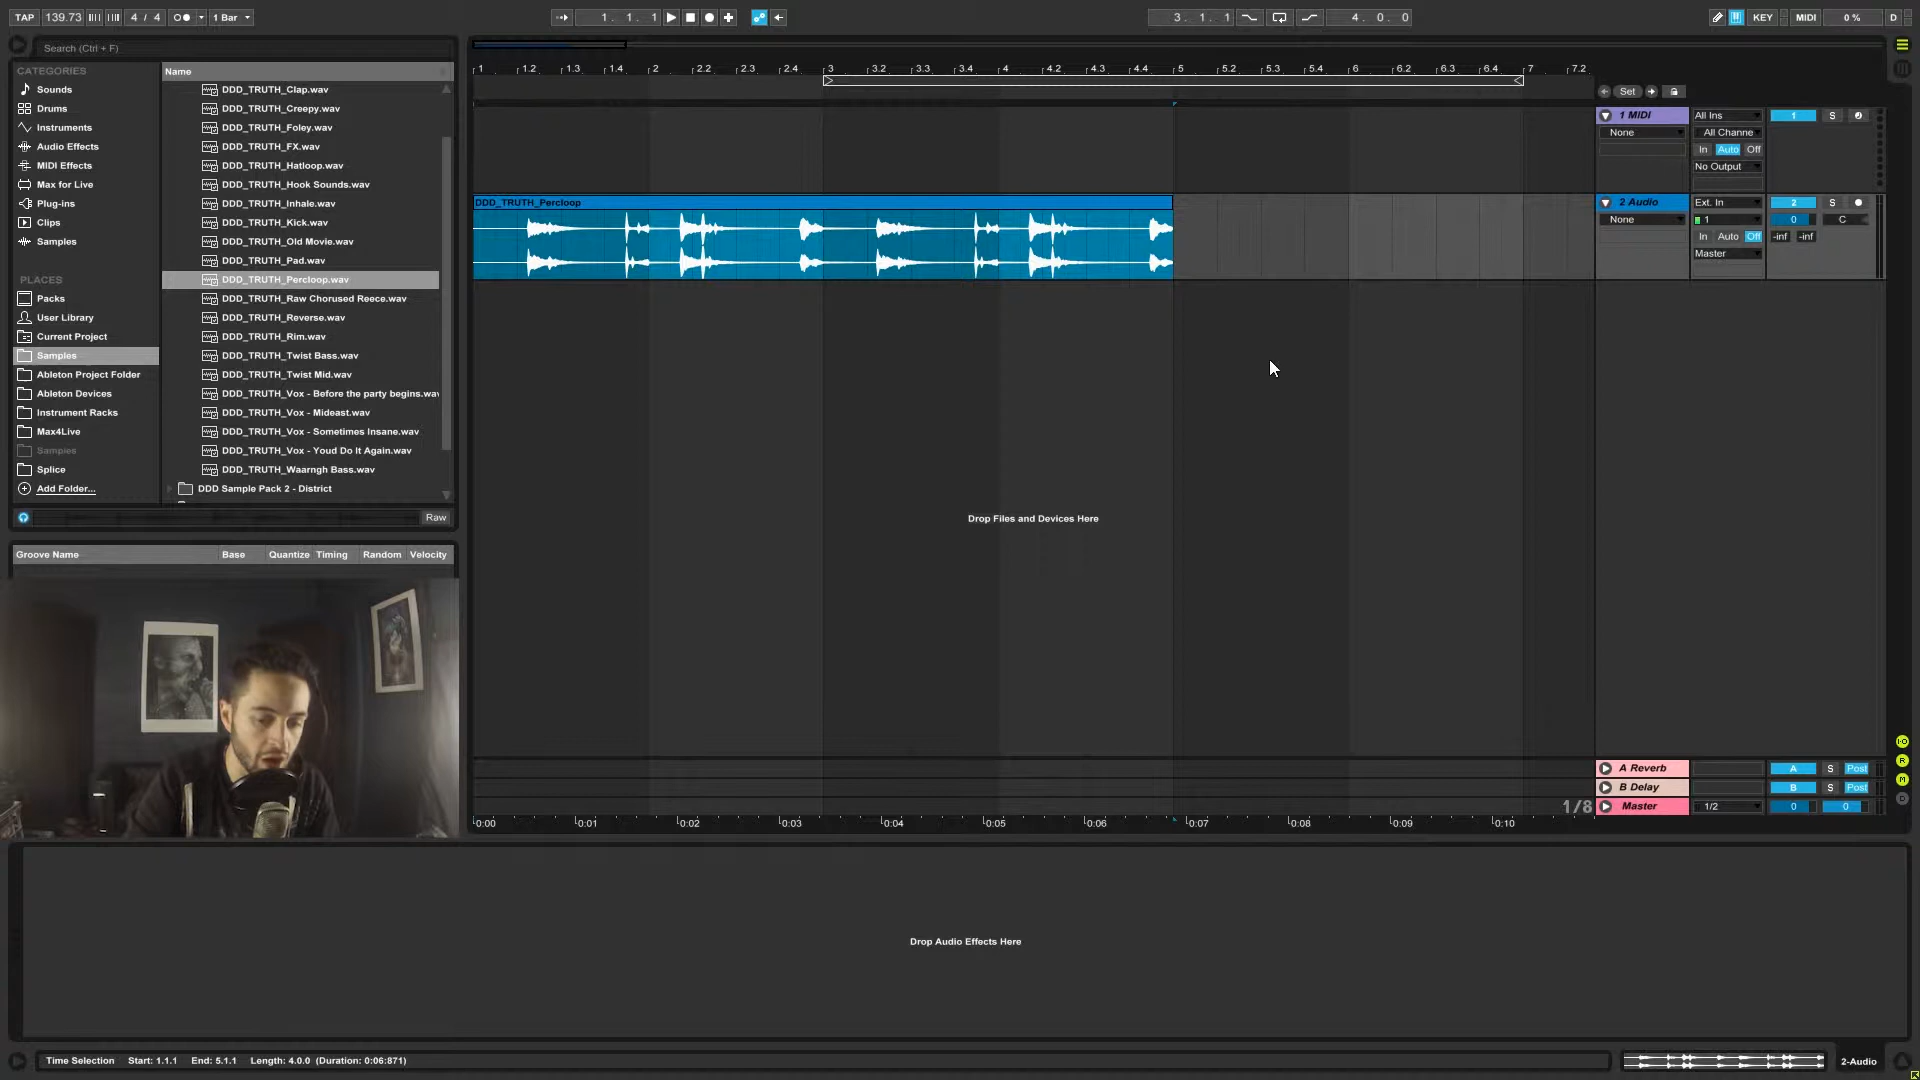 TAP 139.73 4 / 4 1 Bar 1. 1. 1 3. 1. 1 4. 0. 0 KEY MIDI 0 % D
Search (Ctrl + F)
CATEGORIES
Sounds
Drums
Instruments
Audio Effects
MIDI Effects
Max for Live
Plug-ins
Clips
Samples
PLACES
Packs
User Library
Current Project
Samples
Ableton Project Folder
Ableton Devices
Instrument Racks
Max4Live
Samples
Splice
Add Folder...
Name
DDD_TRUTH_Clap.wav
DDD_TRUTH_Creepy.wav
DDD_TRUTH_Foley.wav
DDD_TRUTH_FX.wav
DDD_TRUTH_Hatloop.wav
DDD_TRUTH_Hook Sounds.wav
DDD_TRUTH_Inhale.wav
DDD_TRUTH_Kick.wav
DDD_TRUTH_Old Movie.wav
DDD_TRUTH_Pad.wav
DDD_TRUTH_Percloop.wav
DDD_TRUTH_Raw Chorused Reece.wav
DDD_TRUTH_Reverse.wav
DDD_TRUTH_Rim.wav
DDD_TRUTH_Twist Bass.wav
DDD_TRUTH_Twist Mid.wav
DDD_TRUTH_Vox - Before the party begins.wav
DDD_TRUTH_Vox - Mideast.wav
DDD_TRUTH_Vox - Sometimes Insane.wav
DDD_TRUTH_Vox - Youd Do It Again.wav
DDD_TRUTH_Waarngh Bass.wav
DDD Sample Pack 2 - District
Raw
Groove Name Base Quantize Timing Random Velocity
1 1.2 1.3 1.4 2 2.2 2.3 2.4 3 3.2 3.3 3.4 4 4.2 4.3 4.4 5 5.2 5.3 5.4 6 6.2 6.3 6.4 7 7.2
Set
1 MIDI All Ins 1 S
None All Channe
In Auto Off
No Output
DDD_TRUTH_Percloop
2 Audio Ext. In 2 S
None 1 0 C
In Auto Off -inf -inf
Master
Drop Files and Devices Here
A Reverb A S Post
B Delay B S Post
1/8 Master 1/2 0 0
0:00 0:01 0:02 0:03 0:04 0:05 0:06 0:07 0:08 0:09 0:10
Drop Audio Effects Here
Time Selection Start: 1.1.1 End: 5.1.1 Length: 4.0.0 (Duration: 0:06:871)
2-Audio